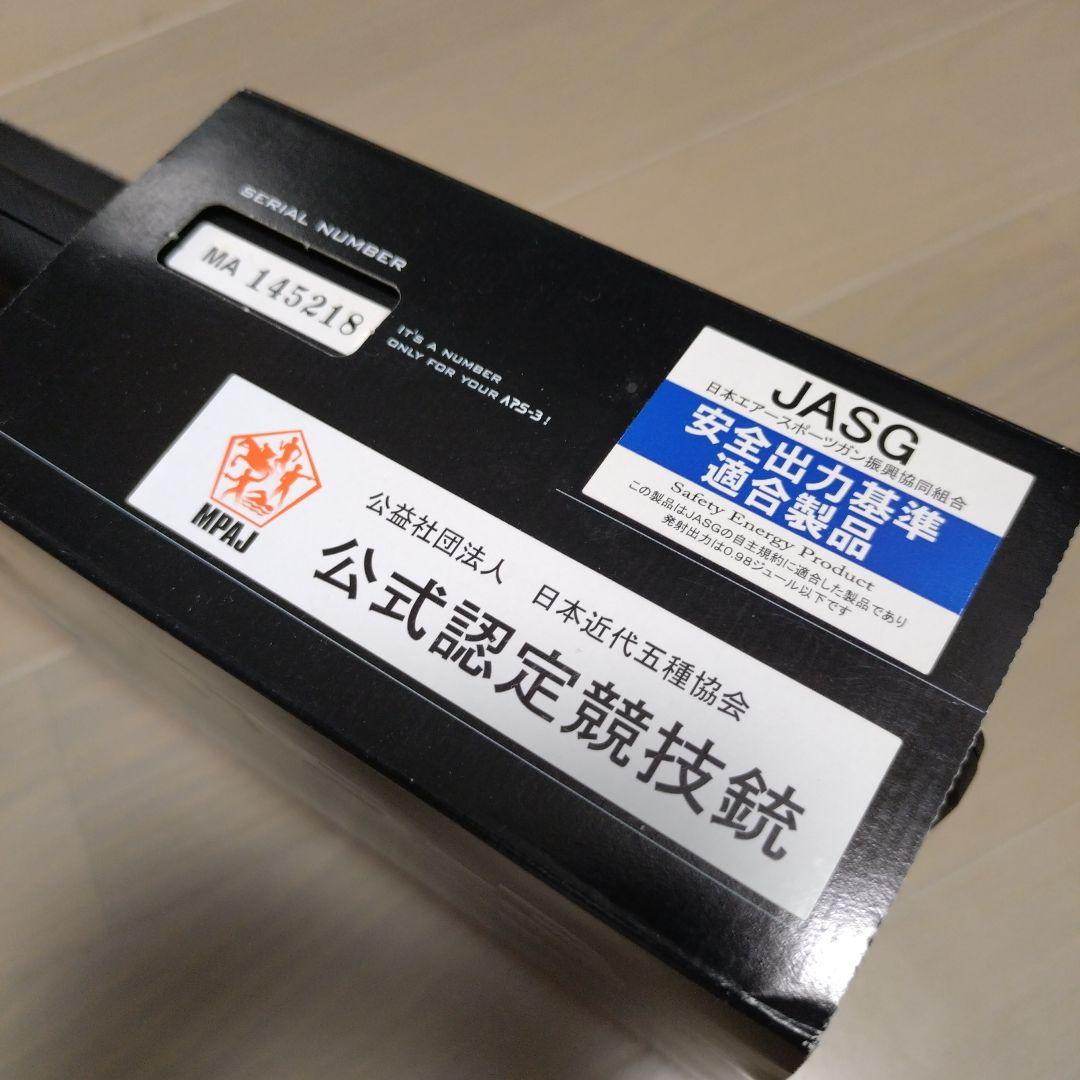 SERIAL NUMBER
MA 145218
IT'S A NUMBER
ONLY FOR YOUR APS-3!
JASG
日本エアースポーツガン振興協同組合
安全出力基準
適合製品
Safety Energy Product
この製品はJASGの自主規約に適合した製品であり
発射出力は0.98ジュール以下です
MPAJ
公益社団法人 日本近代五種協会
公式認定競技銃